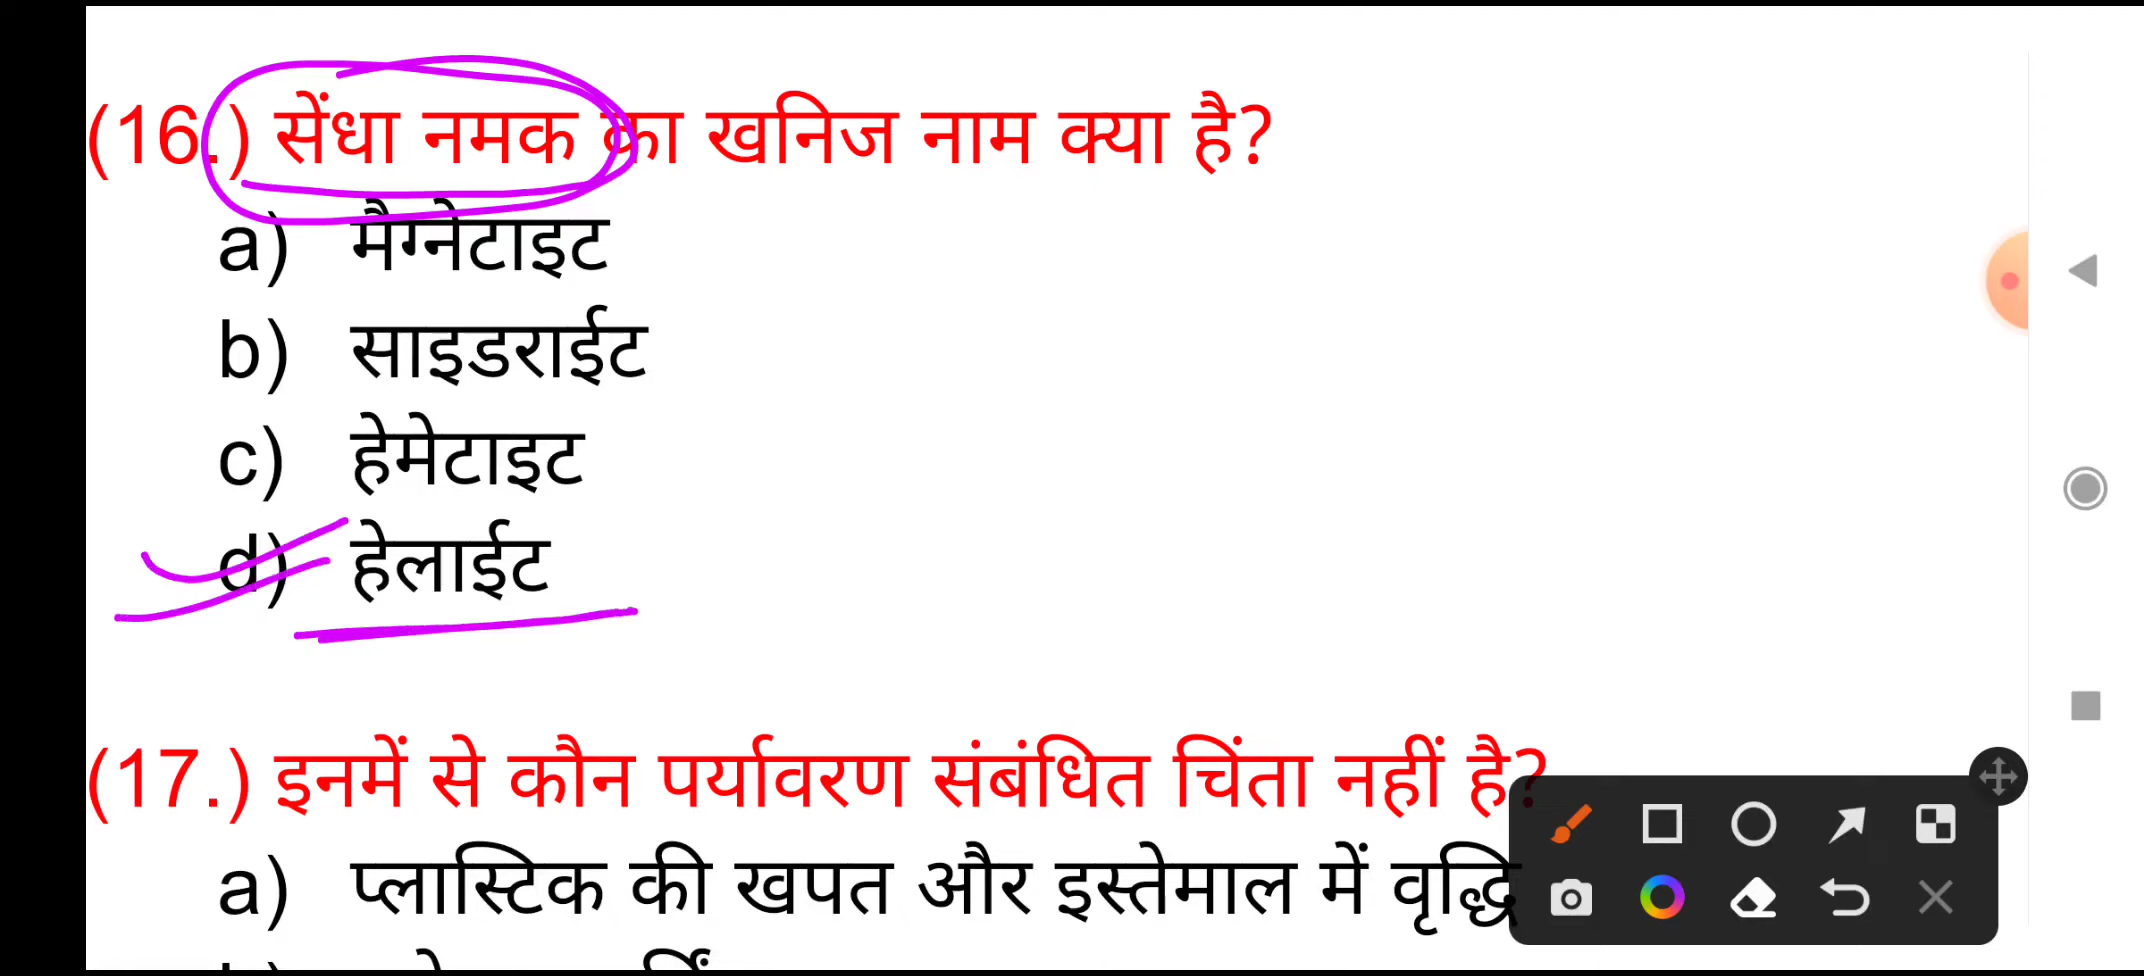 (16.) सेंधा नमक का खनिज नाम क्या है?
a) मैग्नेटाइट
b) साइडराईट
c) हेमेटाइट
d) हेलाईट
(17.) इनमें से कौन पर्यावरण संबंधित चिंता नहीं है?
a) प्लास्टिक की खपत और इस्तेमाल में वृद्धि